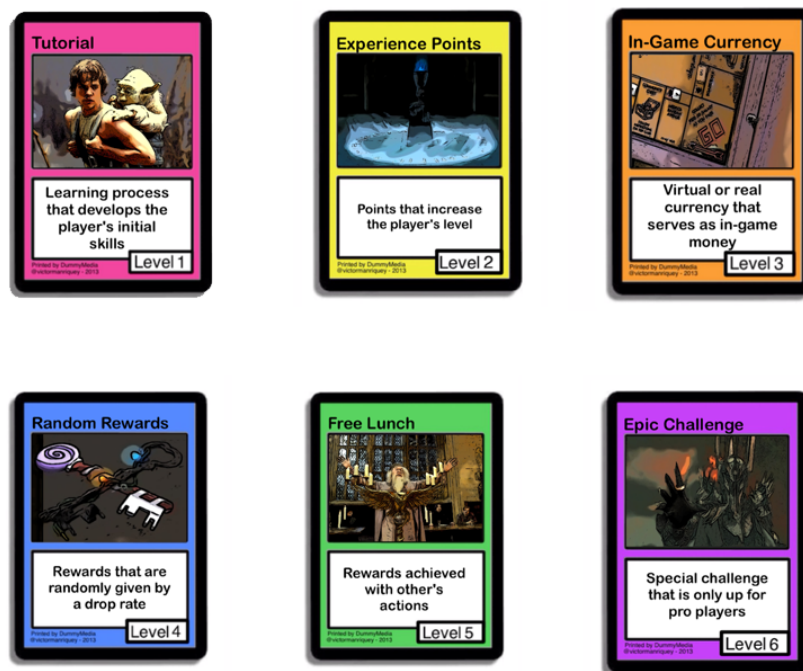 Tutorial
Learning process
that develops the
player's initial
skills
Printed by DummyMedia
@victormanriquey - 2013
Level 1
Experience Points
Points that increase
the player's level
Printed by DummyMedia
@victormanriquey - 2013
Level 2
In-Game Currency
GO
Virtual or real
currency that
serves as in-game
money
Printed by DummyMedia
@victormanriquey - 2013
Level 3
Random Rewards
Rewards that are
randomly given by
a drop rate
Printed by DummyMedia
@victormanriquey - 2013
Level 4
Free Lunch
Rewards achieved
with other's
actions
Printed by DummyMedia
@victormanriquey - 2013
Level 5
Epic Challenge
Special challenge
that is only up for
pro players
Printed by DummyMedia
@victormanriquey - 2013
Level 6